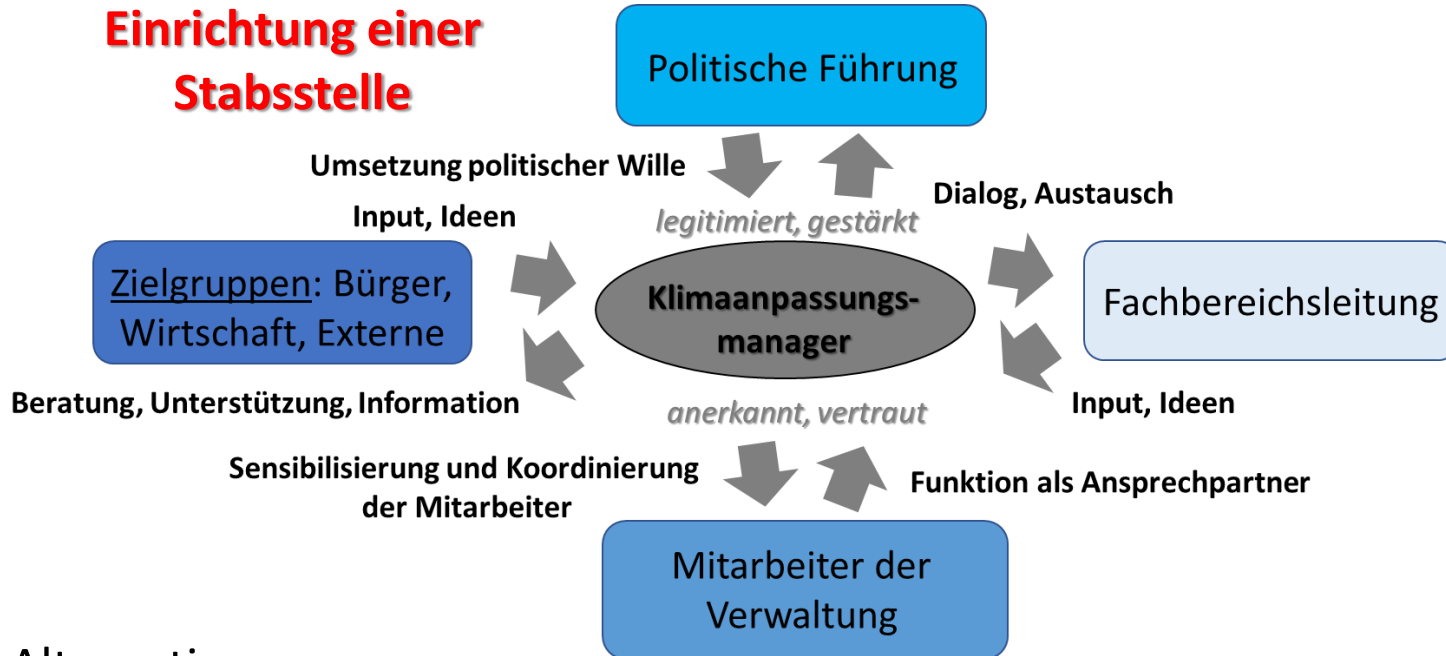 Einrichtung einer
Stabsstelle
Politische Führung
Umsetzung politischer Wille
Dialog, Austausch
Input, Ideen
legitimiert, gestärkt
Zielgruppen: Bürger,
Wirtschaft, Externe
Klimaanpassungs-
manager
Fachbereichsleitung
Beratung, Unterstützung, Information
anerkannt, vertraut
Input, Ideen
Sensibilisierung und Koordinierung
der Mitarbeiter
Funktion als Ansprechpartner
Mitarbeiter der
Verwaltung